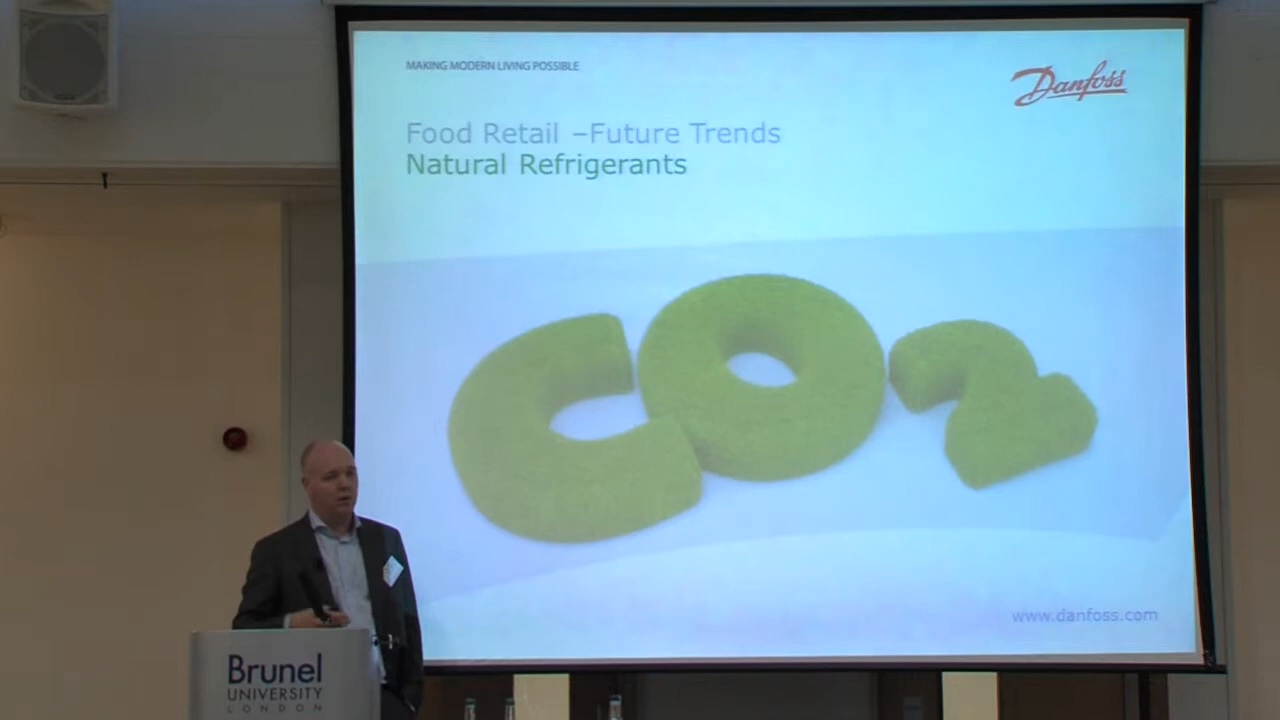 MAKING MODERN LIVING POSSIBLE
Danfoss
Food Retail –Future Trends
Natural Refrigerants
CO2
www.danfoss.com
Brunel
UNIVERSITY
LONDON